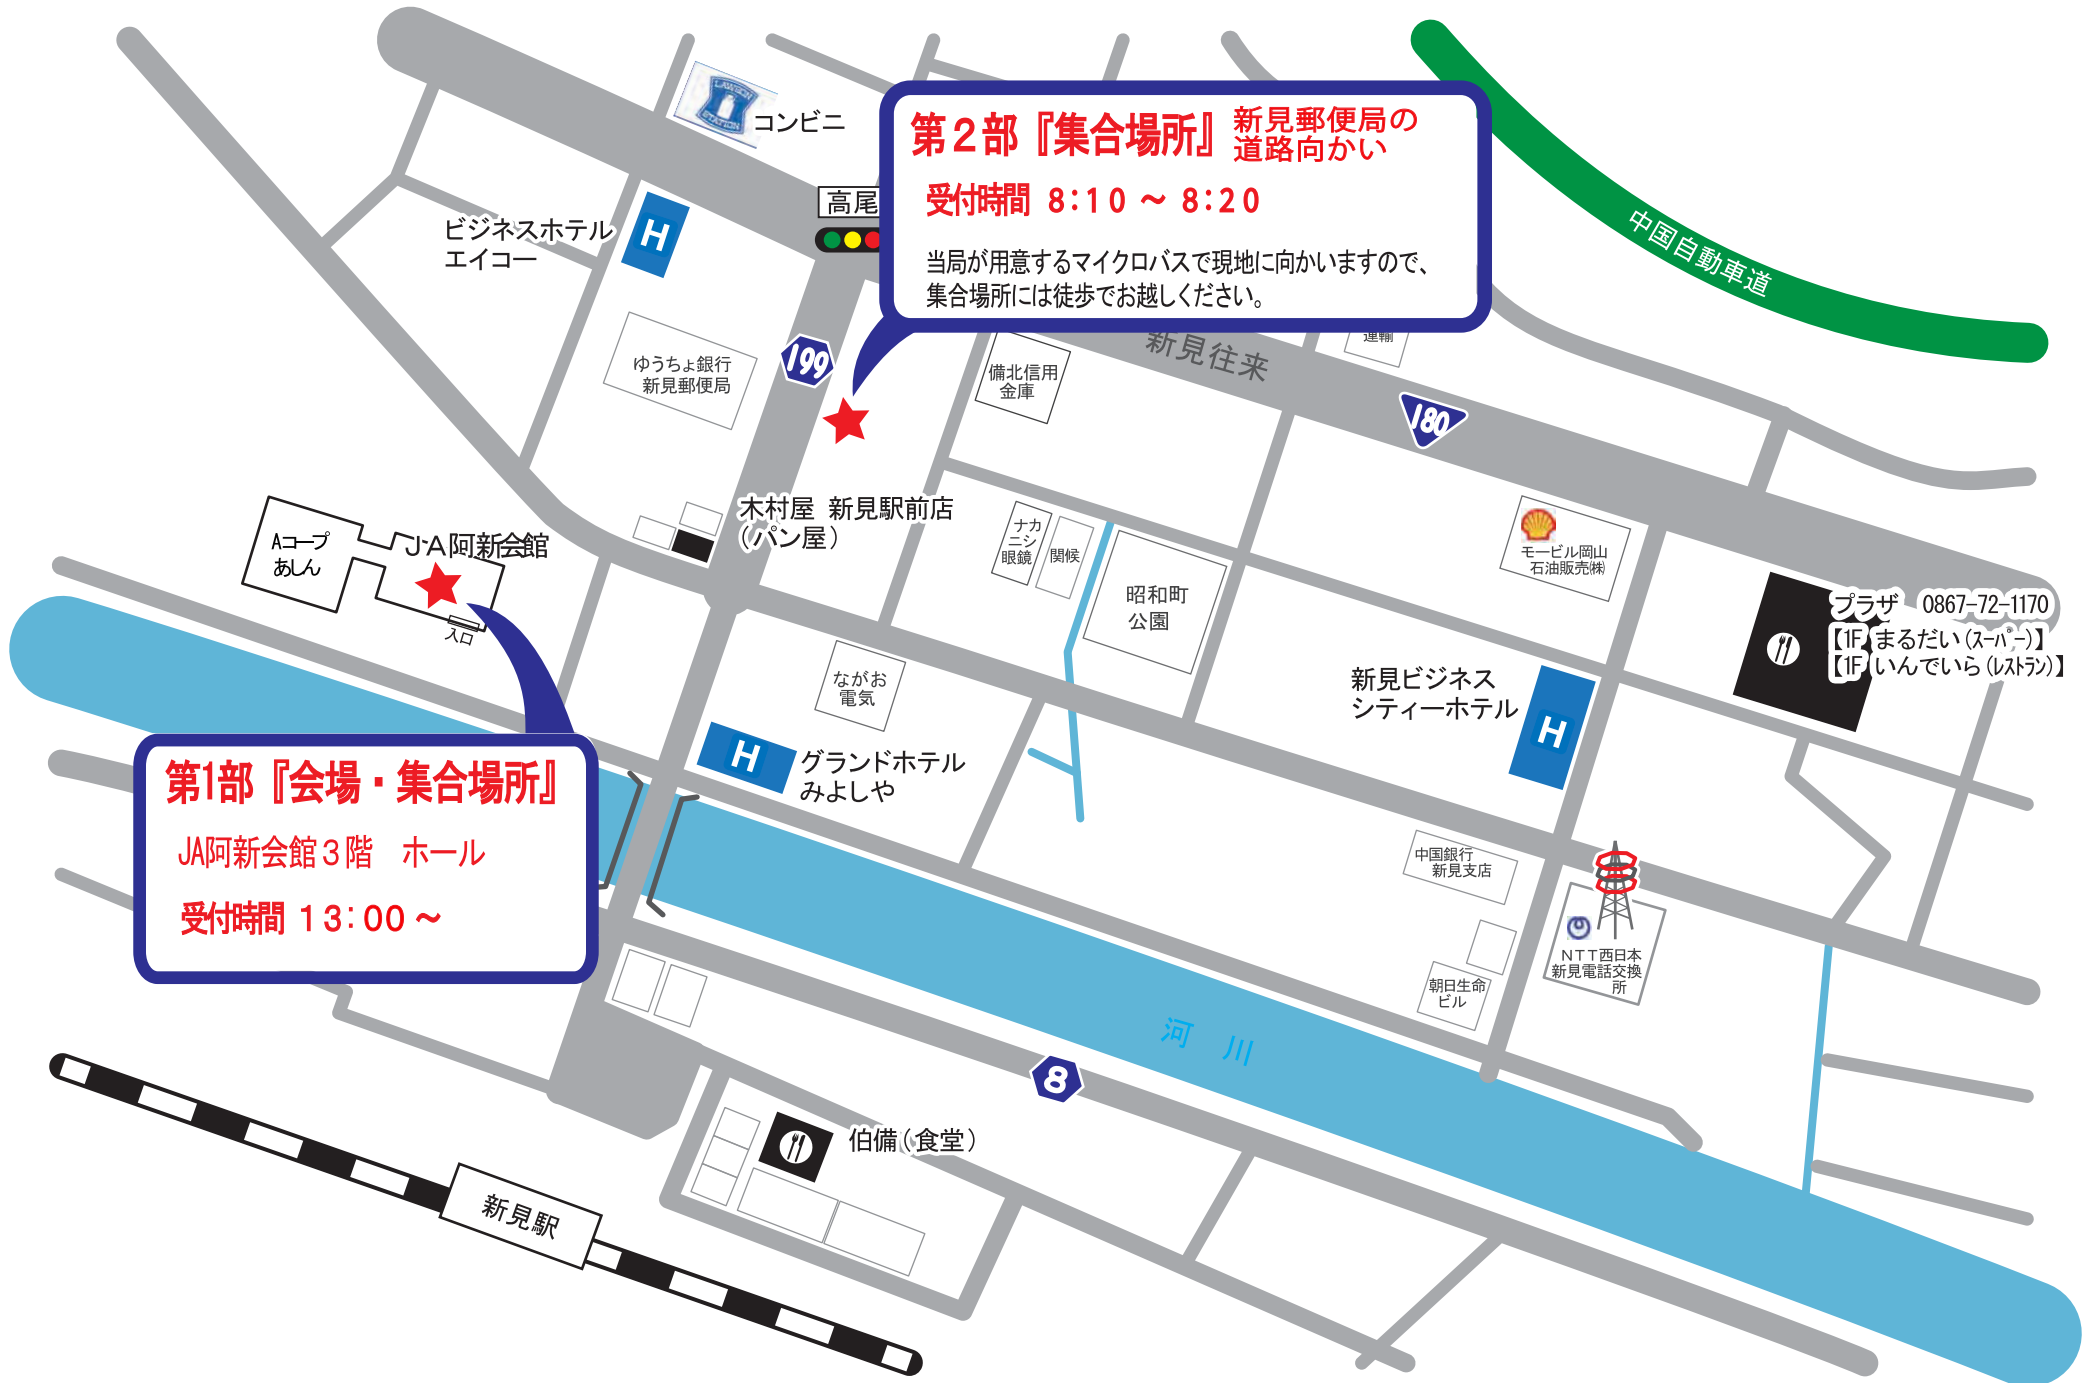 LAWSON
STATION
コンビニ
第２部『集合場所』
新見郵便局の
道路向かい
受付時間 8:10 ～ 8:20
当局が用意するマイクロバスで現地に向かいますので、
集合場所には徒歩でお越しください。
中国自動車道
高尾
ビジネスホテル
エイコー
H
ゆうちょ銀行
新見郵便局
199
備北信用
金庫
新見往来
運輸
180
木村屋 新見駅前店
（パン屋）
ナカ
ニシ
眼鏡
関候
昭和町
公園
モービル岡山
石油販売㈱
プラザ 0867-72-1170
【1F まるだい（スーパー）】
【1F いんでいら（レストラン）】
Aコープ
あしん
JA阿新会館
入口
ながお
電気
新見ビジネス
シティーホテル
H
H
グランドホテル
みよしや
第1部『会場・集合場所』
JA阿新会館３階 ホール
受付時間 13:00～
中国銀行
新見支店
NTT西日本
新見電話交換
所
朝日生命
ビル
河川
8
伯備（食堂）
新見駅